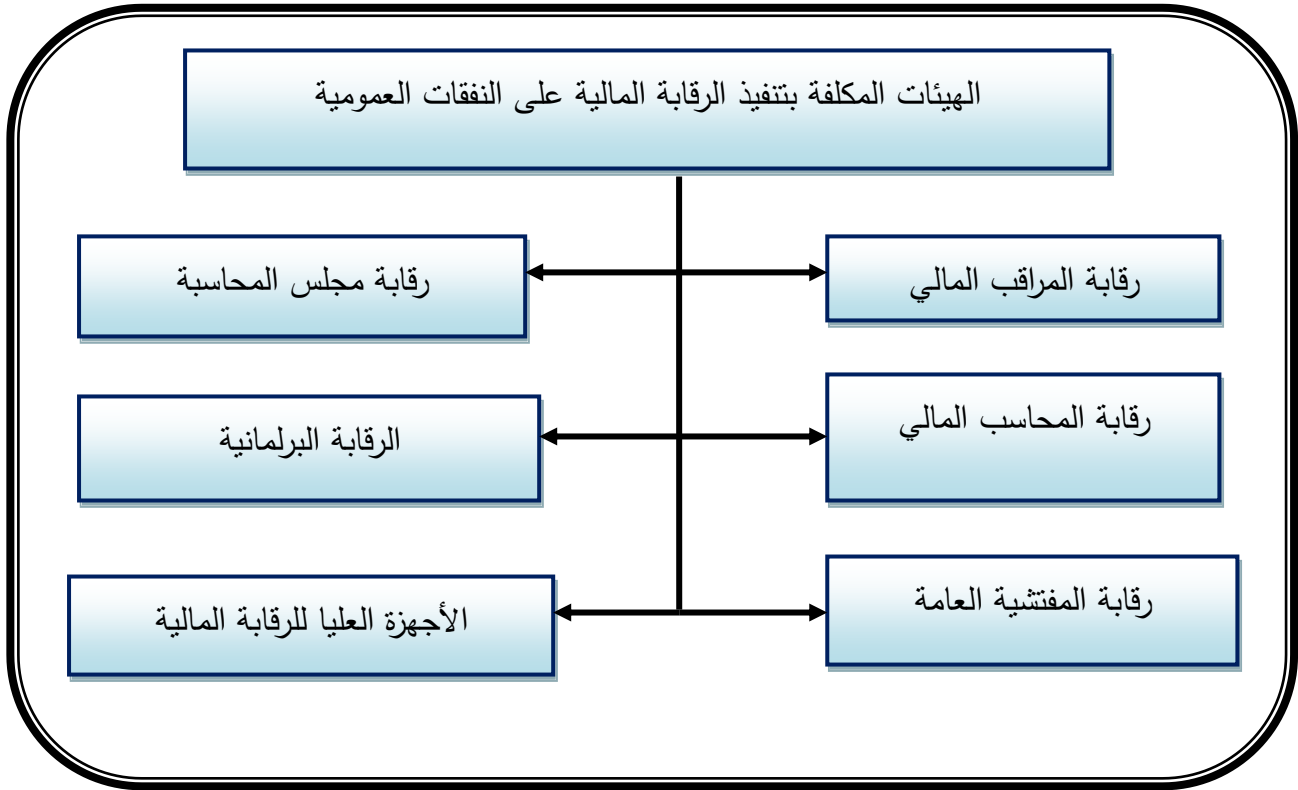 الهيئات المكلفة بتنفيذ الرقابة المالية على النفقات العمومية
رقابة المراقب المالي
رقابة مجلس المحاسبة
رقابة المحاسب المالي
الرقابة البرلمانية
رقابة المفتشية العامة
الأجهزة العليا للرقابة المالية